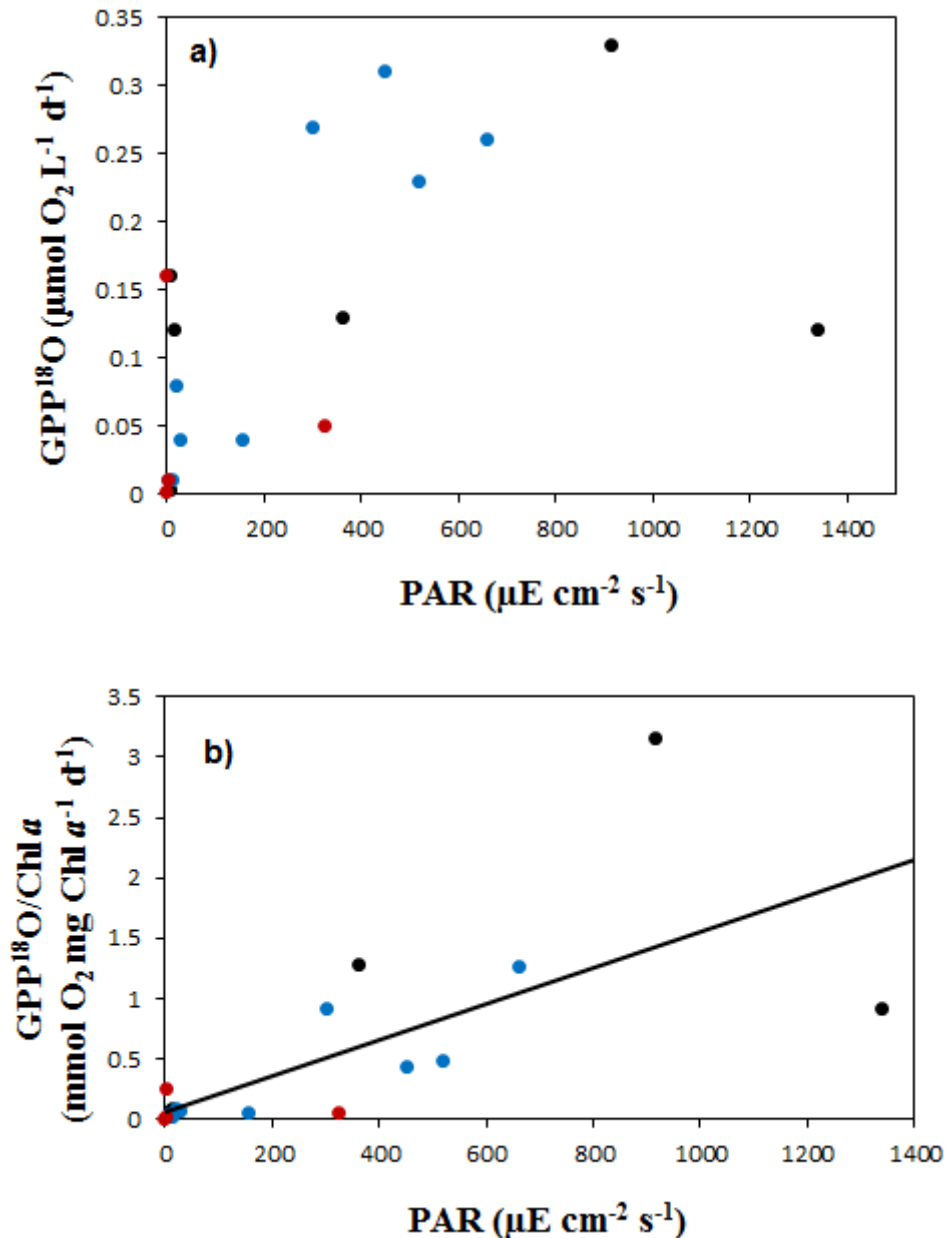 a)
GPP¹⁸O (μmol O₂ L⁻¹ d⁻¹)
0.35
0.3
0.25
0.2
0.15
0.1
0.05
0
0 200 400 600 800 1000 1200 1400
PAR (μE cm⁻² s⁻¹)
b)
GPP¹⁸O/Chl a
(mmol O₂ mg Chl a⁻¹ d⁻¹)
3.5
3
2.5
2
1.5
1
0.5
0
0 200 400 600 800 1000 1200 1400
PAR (μE cm⁻² s⁻¹)